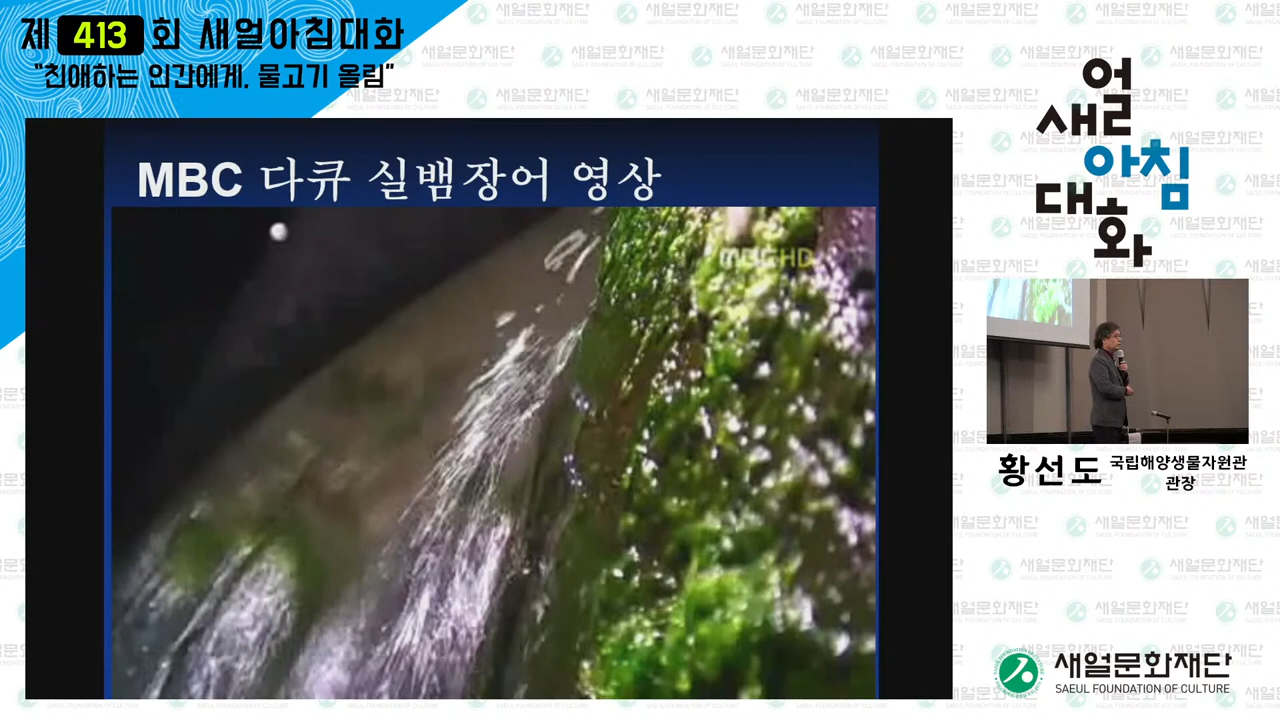 제 413 회 새얼아침대화
"친애하는 인간에게, 물고기 올림"
MBC 다큐 실뱀장어 영상
MBC HD
새얼
아침
대화
황선도 국립해양생물자원관
관장
새얼문화재단
SAEUL FOUNDATION OF CULTURE